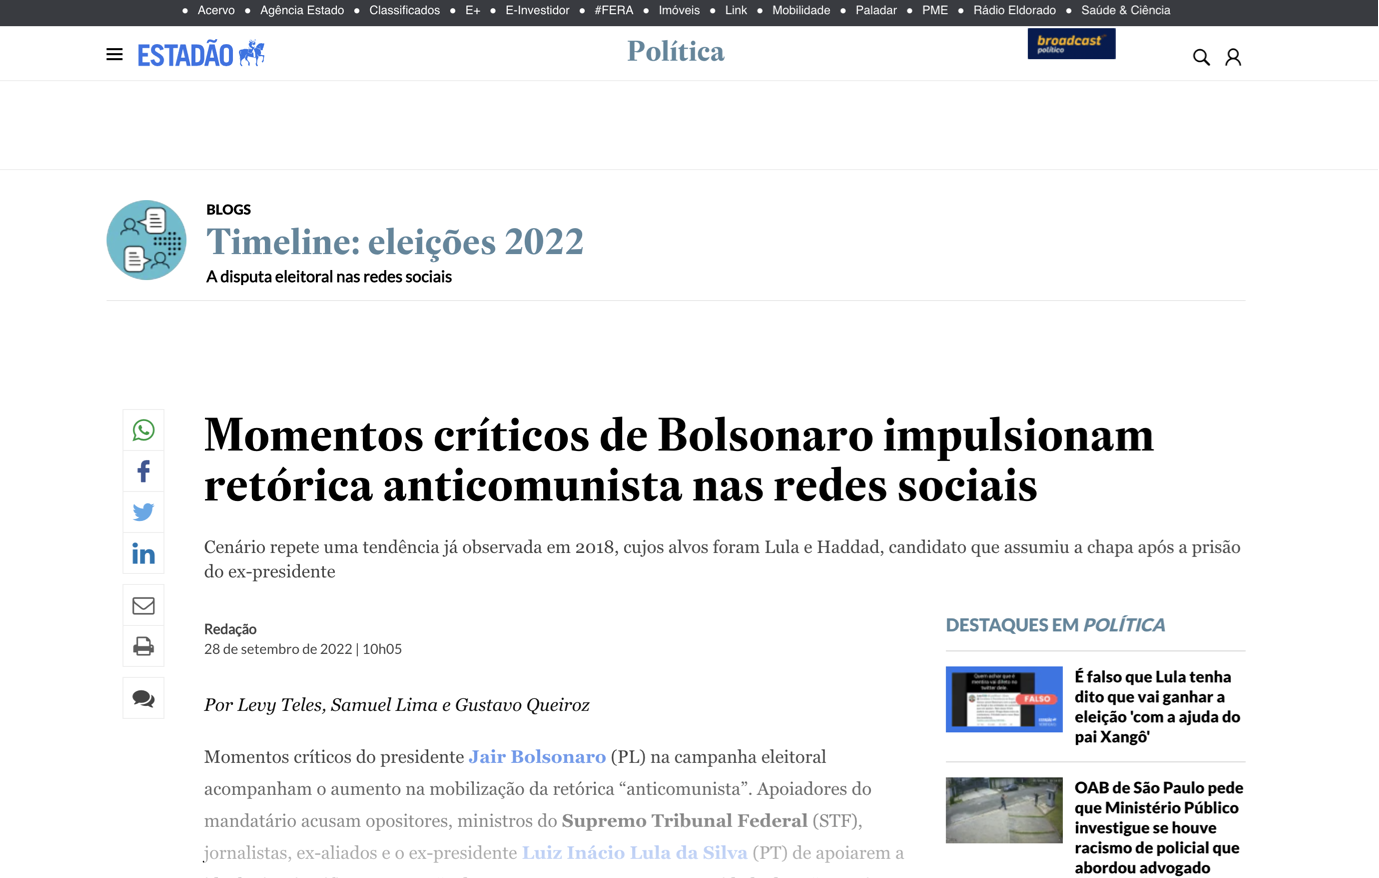 Acervo • Agência Estado • Classificados • E+ • E-Investidor • #FERA • Imóveis • Link • Mobilidade • Paladar • PME • Rádio Eldorado • Saúde & Ciência
ESTADÃO
Política
broadcast
político
BLOGS
Timeline: eleições 2022
A disputa eleitoral nas redes sociais
Momentos críticos de Bolsonaro impulsionam
retórica anticomunista nas redes sociais
Cenário repete uma tendência já observada em 2018, cujos alvos foram Lula e Haddad, candidato que assumiu a chapa após a prisão
do ex-presidente
Redação
28 de setembro de 2022 | 10h05
Por Levy Teles, Samuel Lima e Gustavo Queiroz
Momentos críticos do presidente Jair Bolsonaro (PL) na campanha eleitoral
acompanham o aumento na mobilização da retórica “anticomunista”. Apoiadores do
mandatário acusam opositores, ministros do Supremo Tribunal Federal (STF),
jornalistas, ex-aliados e o ex-presidente Luiz Inácio Lula da Silva (PT) de apoiarem a
DESTAQUES EM POLÍTICA
FALSO
É falso que Lula tenha
dito que vai ganhar a
eleição 'com a ajuda do
pai Xangô'
OAB de São Paulo pede
que Ministério Público
investigue se houve
racismo de policial que
abordou advogado